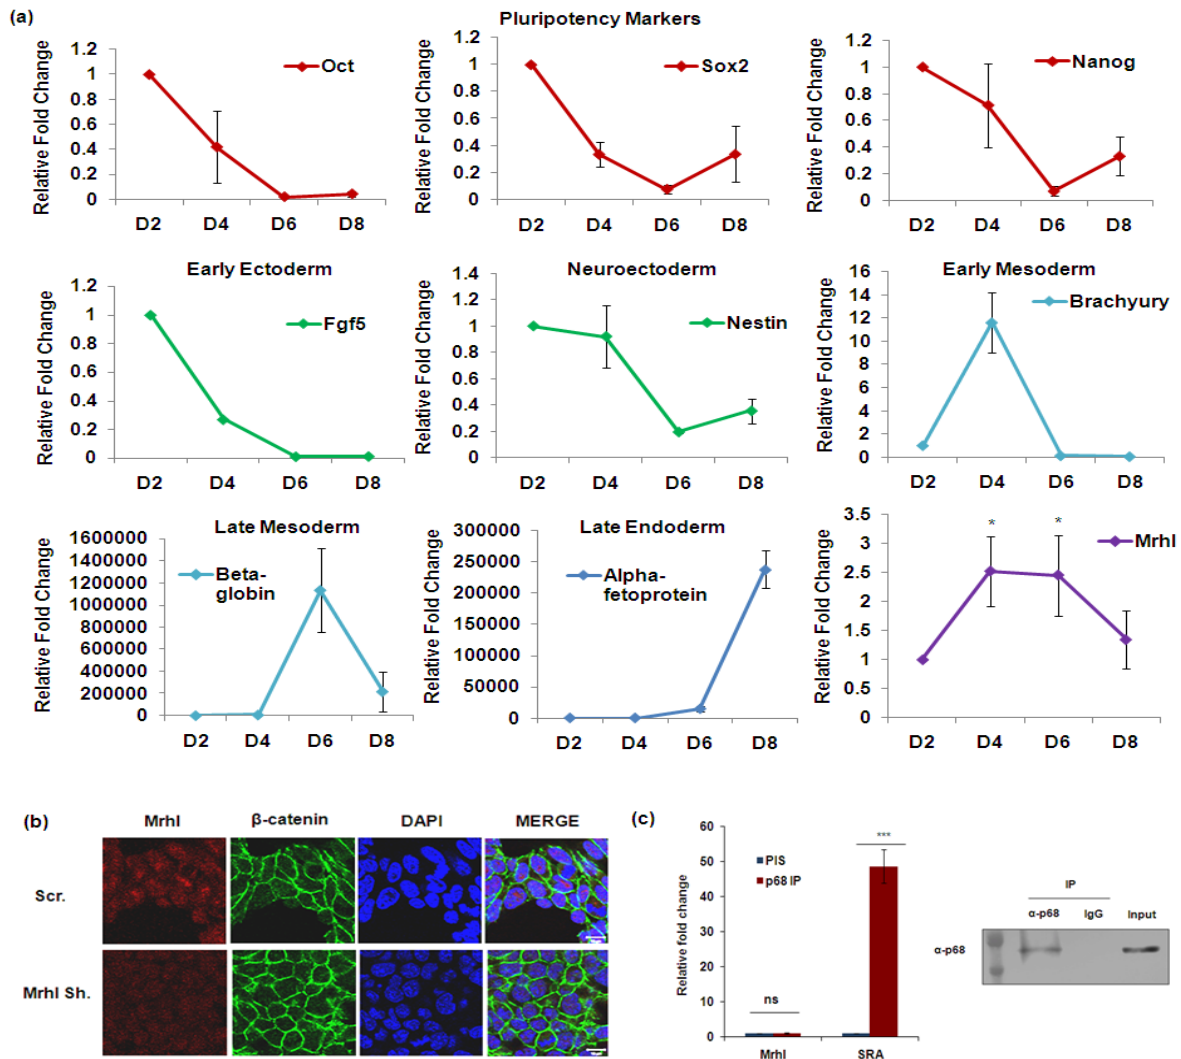 (a)
Pluripotency Markers
Relative Fold Change
1.2
1
0.8
0.6
0.4
0.2
0
Oct
D2 D4 D6 D8
Relative Fold Change
1.2
1
0.8
0.6
0.4
0.2
0
Sox2
D2 D4 D6 D8
Relative Fold Change
1.2
1
0.8
0.6
0.4
0.2
0
Nanog
D2 D4 D6 D8
Early Ectoderm
Relative Fold Change
1.2
1
0.8
0.6
0.4
0.2
0
Fgf5
D2 D4 D6 D8
Neuroectoderm
Relative Fold Change
1.4
1.2
1
0.8
0.6
0.4
0.2
0
Nestin
D2 D4 D6 D8
Early Mesoderm
Relative Fold Change
16
14
12
10
8
6
4
2
0
Brachyury
D2 D4 D6 D8
Late Mesoderm
Relative Fold Change
1600000
1400000
1200000
1000000
800000
600000
400000
200000
0
Beta-
globin
D2 D4 D6 D8
Late Endoderm
Relative Fold Change
300000
250000
200000
150000
100000
50000
0
Alpha-
fetoprotein
D2 D4 D6 D8
Relative Fold Change
3.5
3
2.5
2
1.5
1
0.5
0
* *
Mrhl
D2 D4 D6 D8
(b)
Mrhl β-catenin DAPI MERGE
Scr.
Mrhl Sh.
(c)
Relative fold change
60
50
40
30
20
10
0
PIS
p68 IP
ns
***
Mrhl SRA
IP
α-p68 IgG Input
α-p68